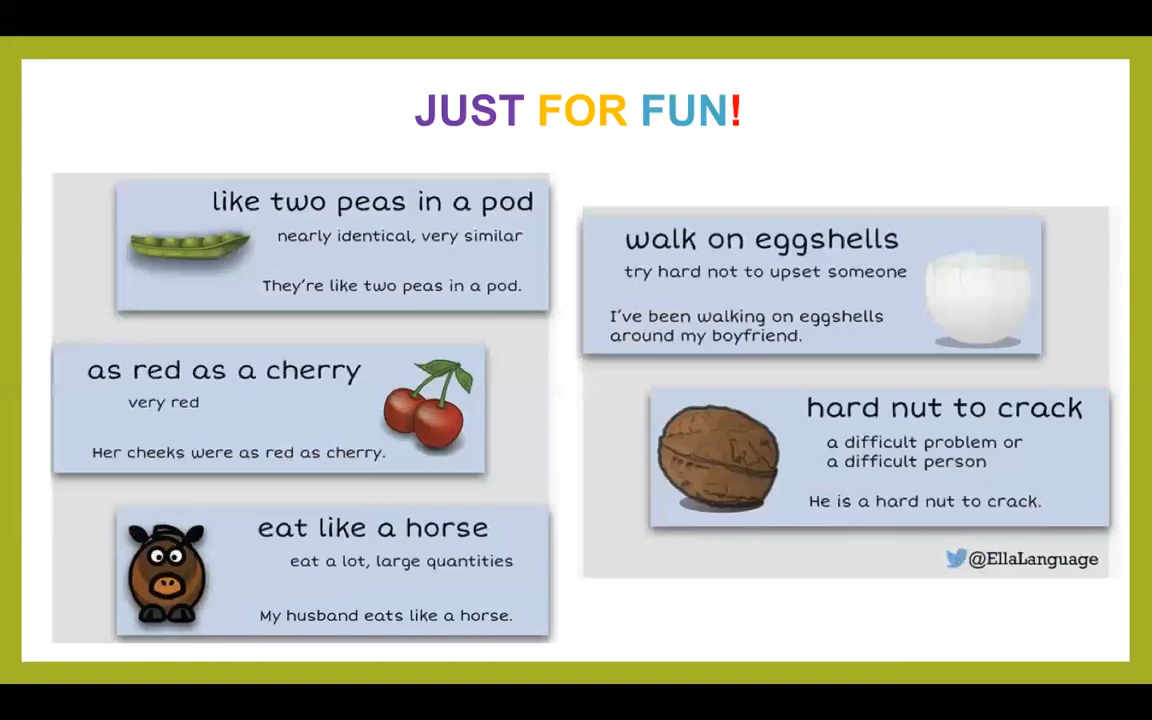 JUST FOR FUN!
like two peas in a pod
nearly identical, very similar
They're like two peas in a pod.
as red as a cherry
very red
Her cheeks were as red as cherry.
eat like a horse
eat a lot, large quantities
My husband eats like a horse.
walk on eggshells
try hard not to upset someone
I've been walking on eggshells
around my boyfriend.
hard nut to crack
a difficult problem or
a difficult person
He is a hard nut to crack.
@EllaLanguage